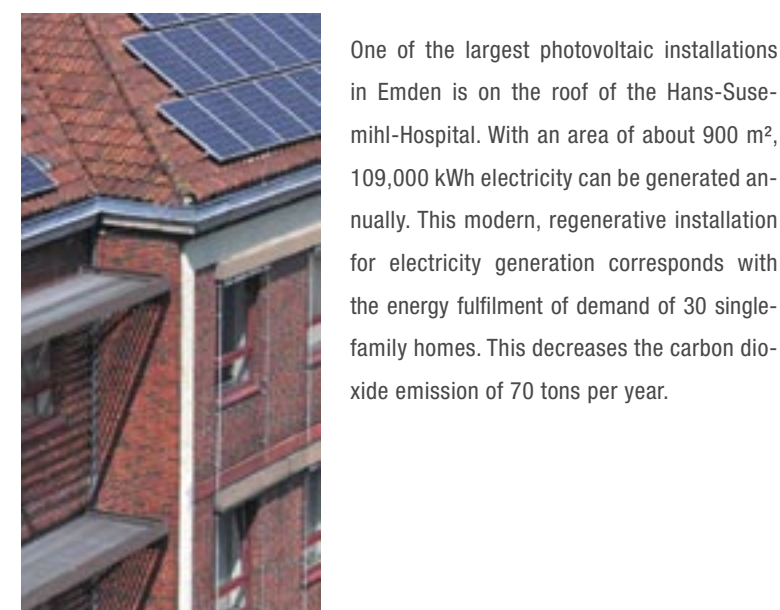 One of the largest photovoltaic installations
in Emden is on the roof of the Hans-Suse-
mihl-Hospital. With an area of about 900 m²,
109,000 kWh electricity can be generated an-
nually. This modern, regenerative installation
for electricity generation corresponds with
the energy fulfilment of demand of 30 single-
family homes. This decreases the carbon dio-
xide emission of 70 tons per year.